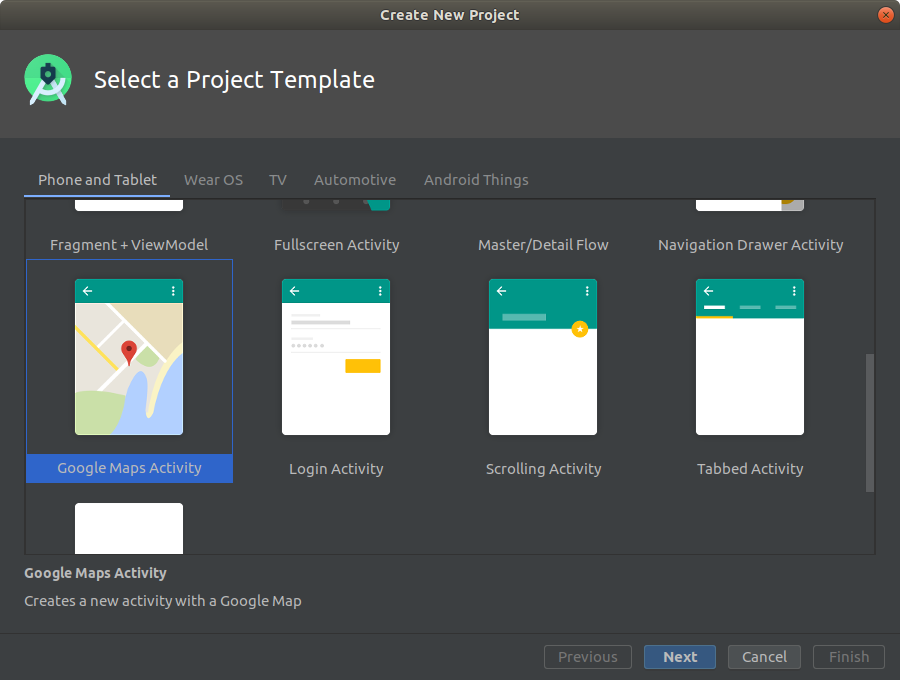 Create New Project
Select a Project Template
Phone and Tablet Wear OS TV Automotive Android Things
Fragment + ViewModel Fullscreen Activity Master/Detail Flow Navigation Drawer Activity
Google Maps Activity Login Activity Scrolling Activity Tabbed Activity
Google Maps Activity
Creates a new activity with a Google Map
Previous Next Cancel Finish